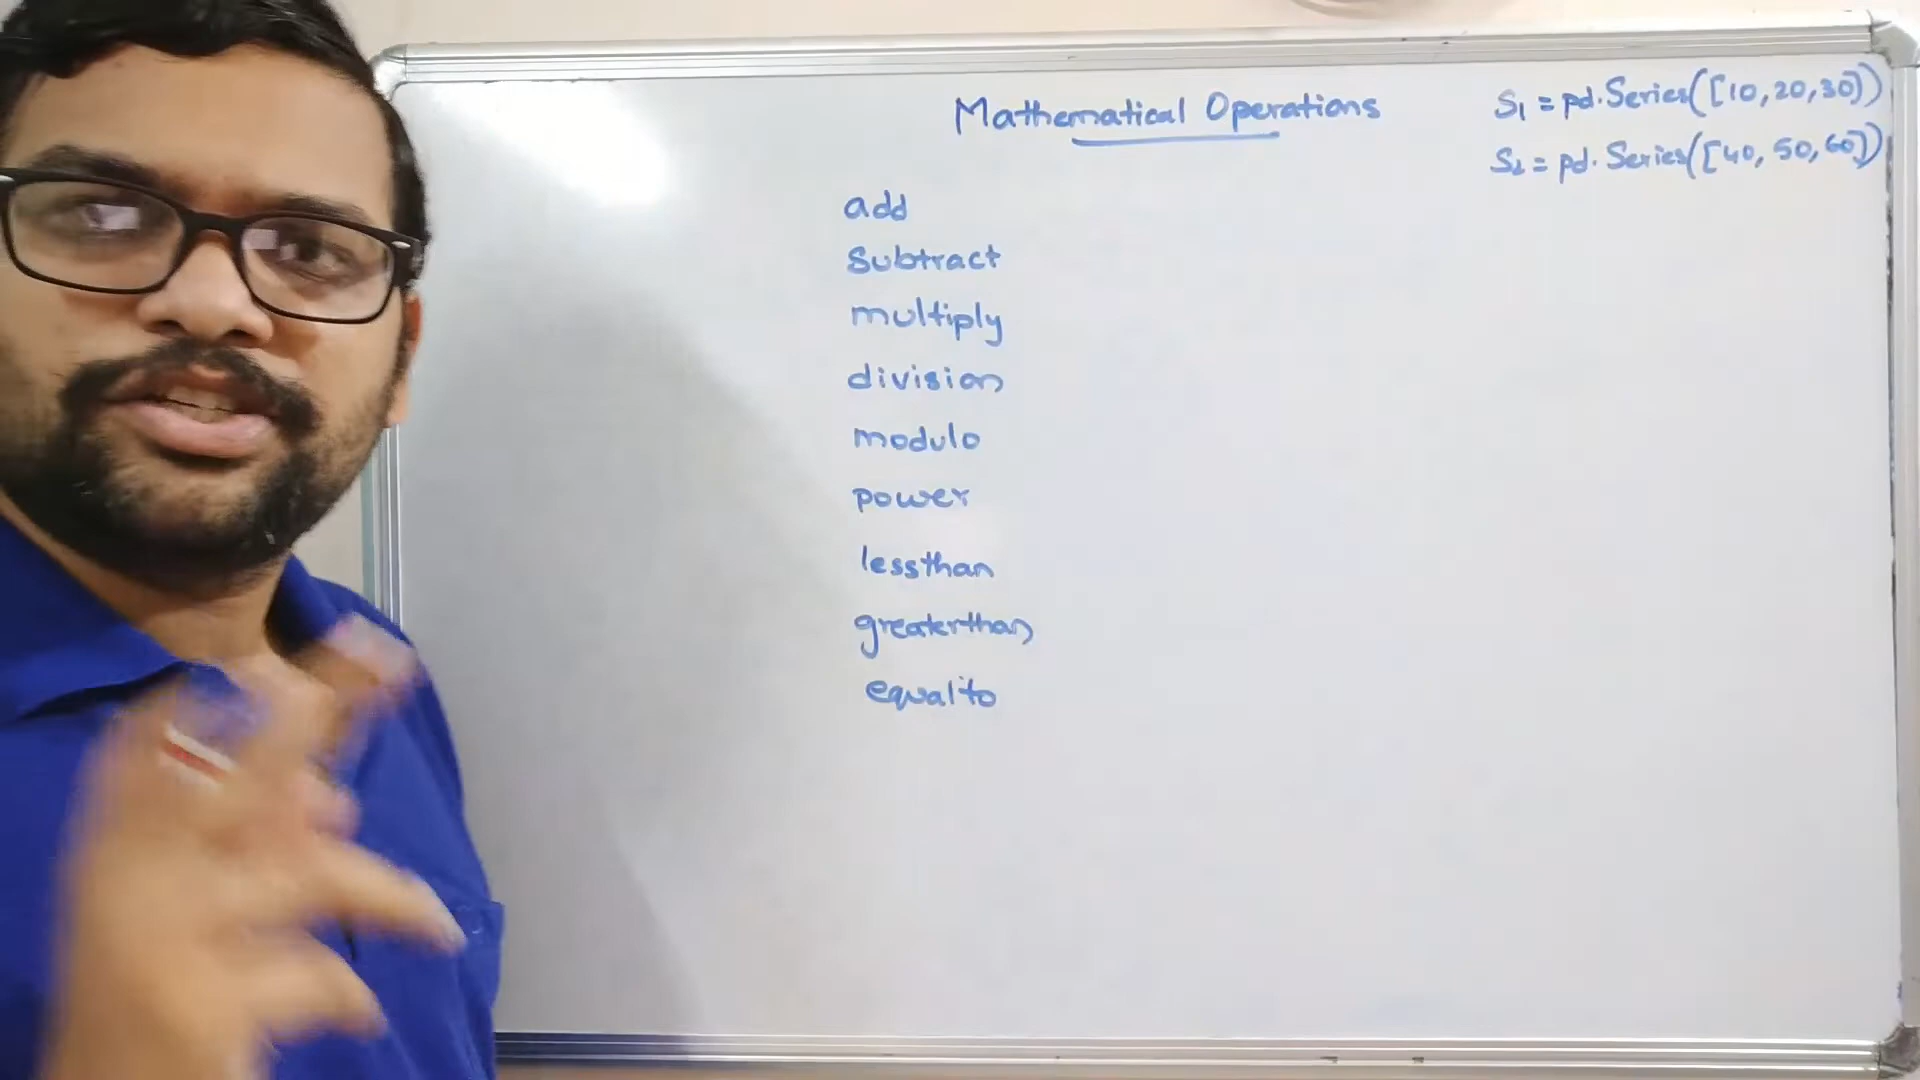 Mathematical Operations
S1 = pd.Series([10,20,30])
S2 = pd.Series([40,50,60])
add
Subtract
multiply
division
modulo
power
lessthan
greaterthan
equalto